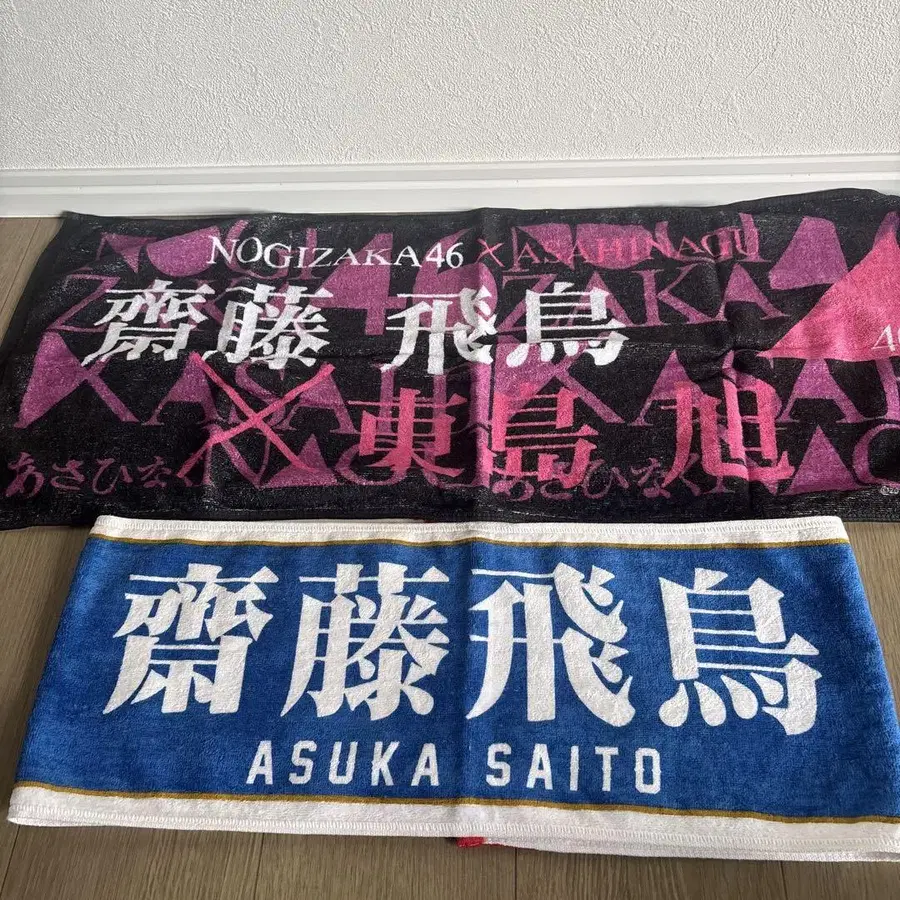 NOGIZAKA46 × ASAHINAGU
齋藤 飛鳥
× 東島 旭
あさひなぐ あさひなぐ
齋藤飛鳥
ASUKA SAITO